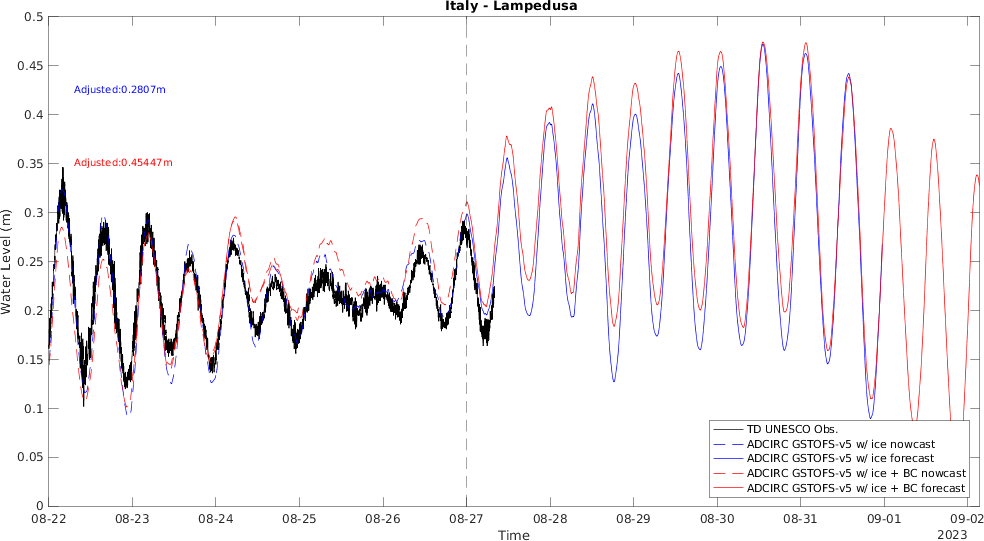 Italy - Lampedusa
0.5
0.45
0.4
0.35
0.3
0.25
0.2
0.15
0.1
0.05
0
Water Level (m)
Adjusted:0.2807m
Adjusted:0.45447m
TD UNESCO Obs.
ADCIRC GSTOFS-v5 w/ ice nowcast
ADCIRC GSTOFS-v5 w/ ice forecast
ADCIRC GSTOFS-v5 w/ ice + BC nowcast
ADCIRC GSTOFS-v5 w/ ice + BC forecast
08-22 08-23 08-24 08-25 08-26 08-27 08-28 08-29 08-30 08-31 09-01 09-02
Time
2023